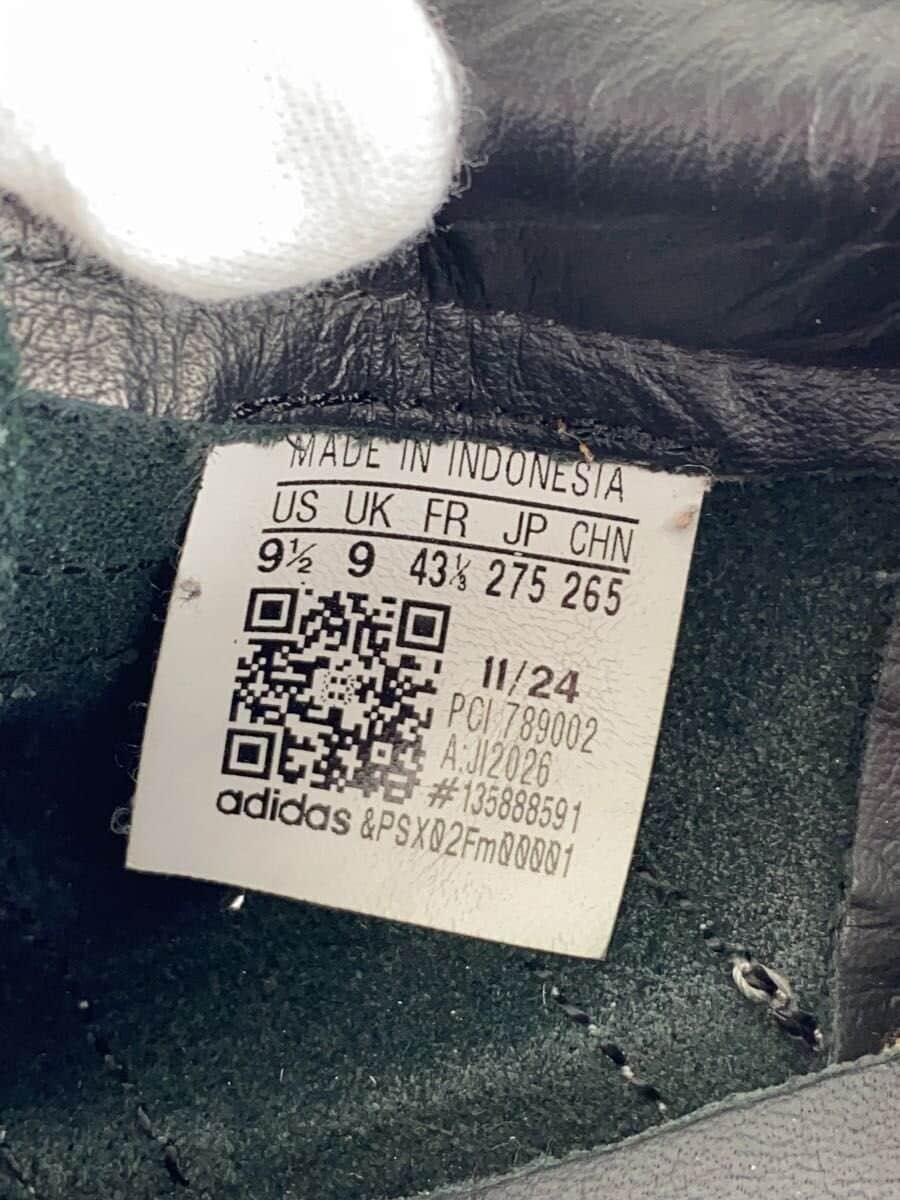 MADE IN INDONESIA
US UK FR JP CHN
9½ 9 43⅓ 275 265
11/24
PCI 789002
A:JI2026
#135888591
adidas &PSX02Fm00001